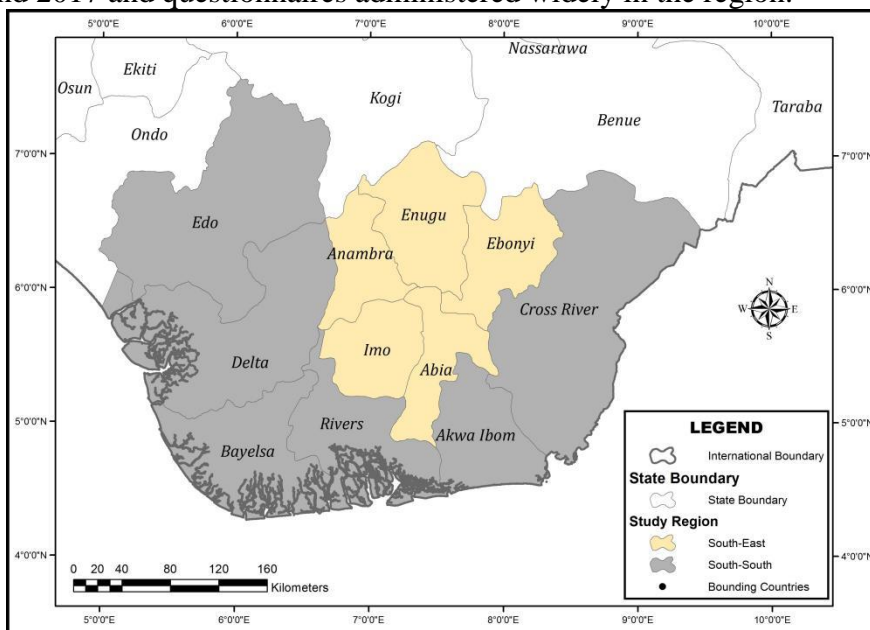 nd 2017 and questionnaires administered widely in the region.
5°0'0"E 6°0'0"E 7°0'0"E 8°0'0"E 9°0'0"E 10°0'0"E
Nassarawa
Ekiti
Osun
Kogi
Taraba
Benue
Ondo
7°0'0"N 7°0'0"N
Enugu
Edo
Ebonyi
Anambra
6°0'0"N 6°0'0"N
Cross River
N
W E
S
Imo
Delta
Abia
5°0'0"N 5°0'0"N
Rivers
Akwa Ibom
Bayelsa
LEGEND
International Boundary
State Boundary
State Boundary
Study Region
South-East
South-South
Bounding Countries
4°0'0"N 4°0'0"N
0 20 40 80 120 160
Kilometers
5°0'0"E 6°0'0"E 7°0'0"E 8°0'0"E 9°0'0"E 10°0'0"E